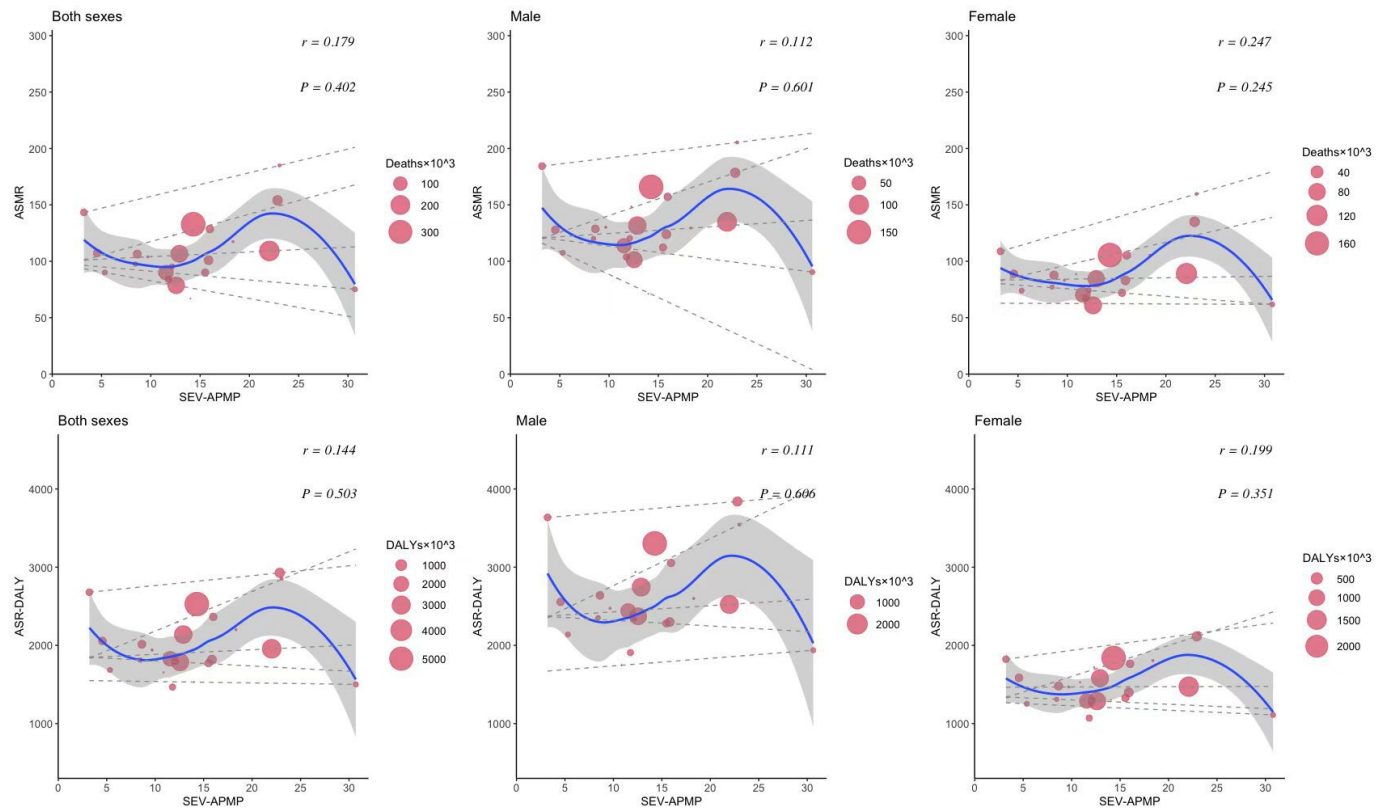 Both sexes
r = 0.179
P = 0.402
300
250
200
150
100
50
0
ASMR
0 5 10 15 20 25 30
SEV-APMP
Deaths×10^3
100
200
300
Male
r = 0.112
P = 0.601
300
250
200
150
100
50
0
ASMR
0 5 10 15 20 25 30
SEV-APMP
Deaths×10^3
50
100
150
Female
r = 0.247
P = 0.245
300
250
200
150
100
50
0
ASMR
0 5 10 15 20 25 30
SEV-APMP
Deaths×10^3
40
80
120
160
Both sexes
r = 0.144
P = 0.503
4000
3000
2000
1000
ASR-DALY
0 5 10 15 20 25 30
SEV-APMP
DALYs×10^3
1000
2000
3000
4000
5000
Male
r = 0.111
P = 0.606
4000
3000
2000
1000
ASR-DALY
0 5 10 15 20 25 30
SEV-APMP
DALYs×10^3
1000
2000
Female
r = 0.199
P = 0.351
4000
3000
2000
1000
ASR-DALY
0 5 10 15 20 25 30
SEV-APMP
DALYs×10^3
500
1000
1500
2000